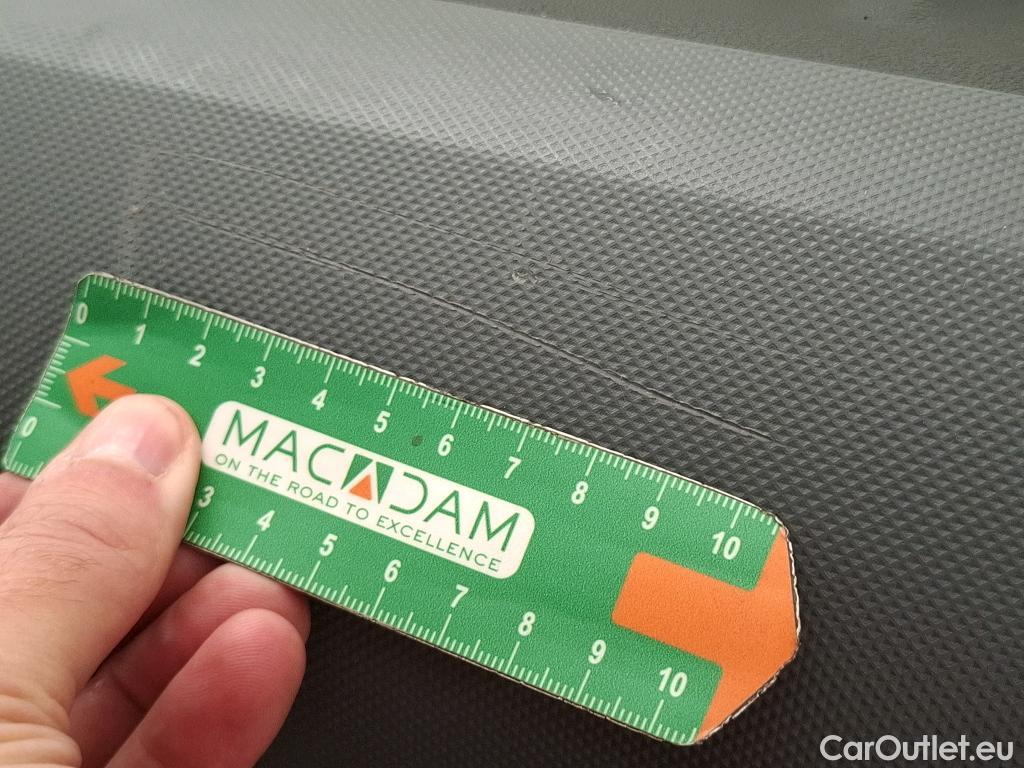 0 1 2 3 4 5 6 7 8 9 10
MACADAM
ON THE ROAD TO EXCELLENCE
0 3 4 5 6 7 8 9 10
CarOutlet.eu